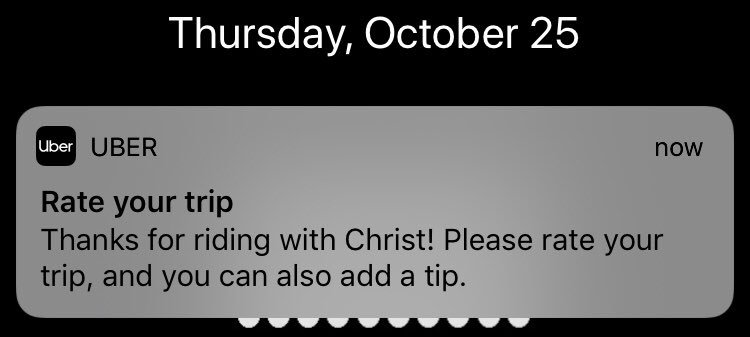 Thursday, October 25
Uber UBER now
Rate your trip
Thanks for riding with Christ! Please rate your
trip, and you can also add a tip.